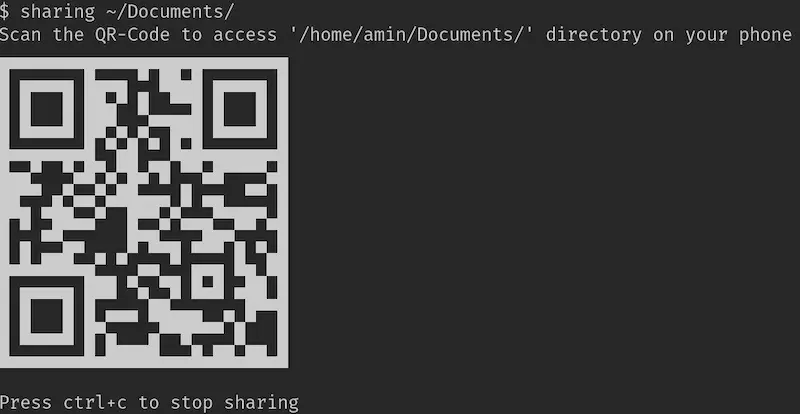 $ sharing ~/Documents/
Scan the QR-Code to access '/home/amin/Documents/' directory on your phone
Press ctrl+c to stop sharing